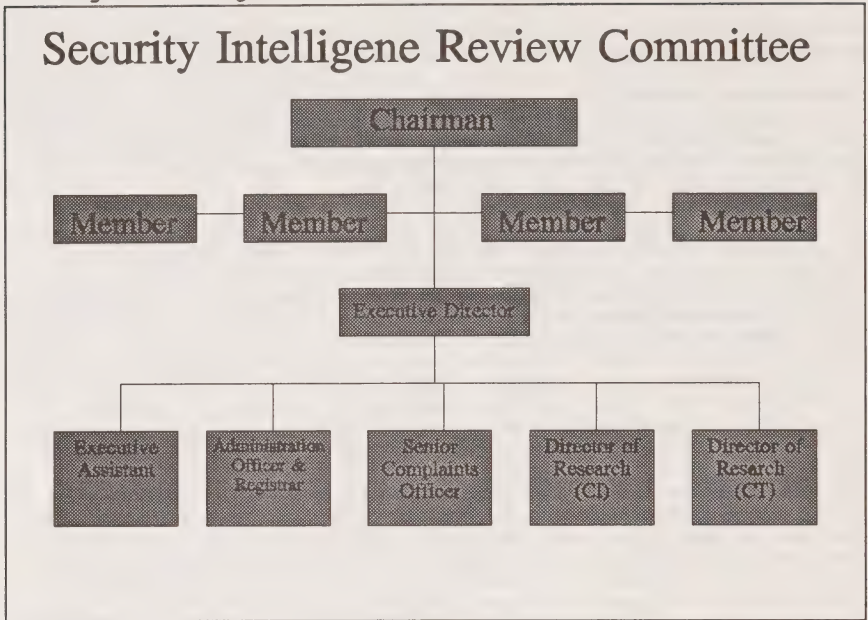 Security Intelligene Review Committee
Chairman
Member Member Member Member
Executive Director
Executive
Assistant
Administration
Officer &
Registrar
Senior
Complaints
Officer
Director of
Research
(CI)
Director of
Resarch
(CT)